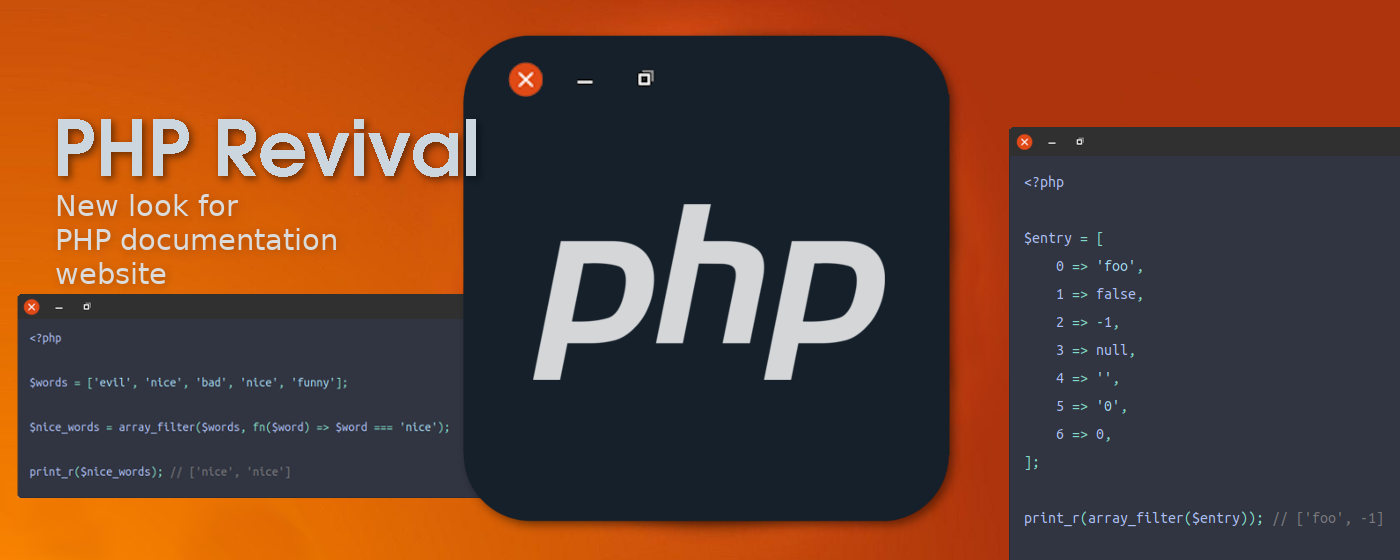 PHP Revival
New look for
PHP documentation
website
<?php
$words = ['evil', 'nice', 'bad', 'nice', 'funny'];
$nice_words = array_filter($words, fn($word) => $word === 'nice');
print_r($nice_words); // ['nice', 'nice']
php
<?php
$entry = [
    0 => 'foo',
    1 => false,
    2 => -1,
    3 => null,
    4 => '',
    5 => '0',
    6 => 0,
];
print_r(array_filter($entry)); // ['foo', -1]